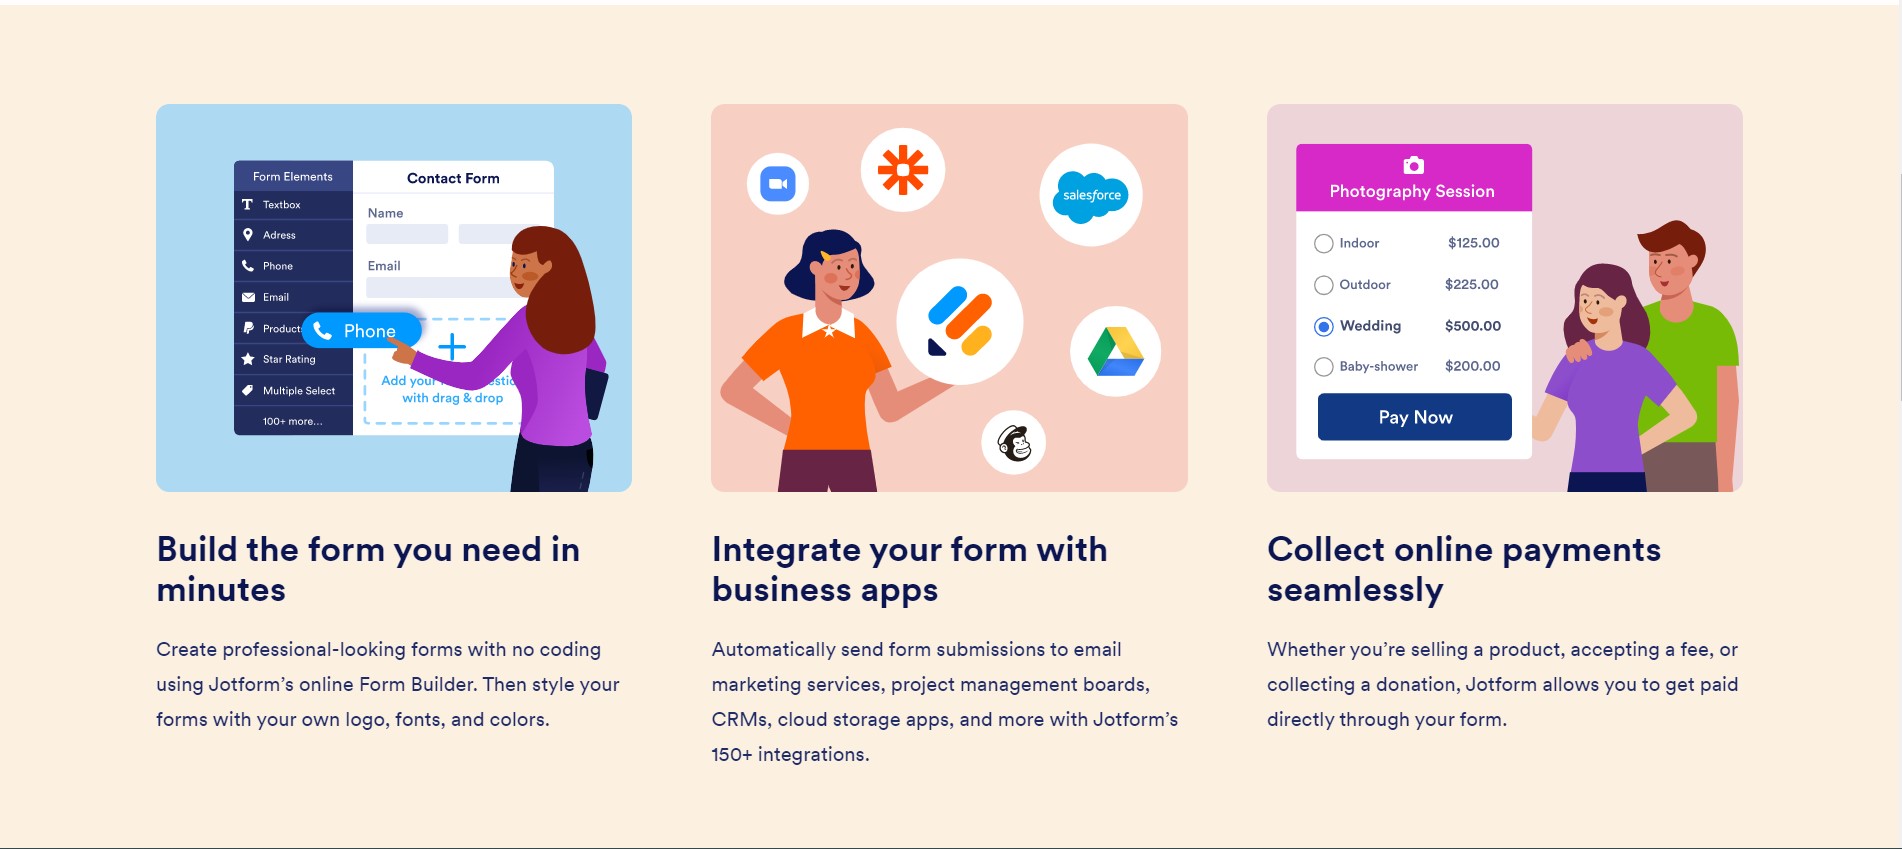 Form Elements
Textbox
Adress
Phone
Email
Product
Star Rating
Multiple Select
100+ more...
Contact Form
Name
Email
Phone
Add your
with drag & drop
salesforce
Photography Session
Indoor $125.00
Outdoor $225.00
Wedding $500.00
Baby-shower $200.00
Pay Now
Build the form you need in
minutes
Create professional-looking forms with no coding
using Jotform’s online Form Builder. Then style your
forms with your own logo, fonts, and colors.
Integrate your form with
business apps
Automatically send form submissions to email
marketing services, project management boards,
CRMs, cloud storage apps, and more with Jotform’s
150+ integrations.
Collect online payments
seamlessly
Whether you’re selling a product, accepting a fee, or
collecting a donation, Jotform allows you to get paid
directly through your form.